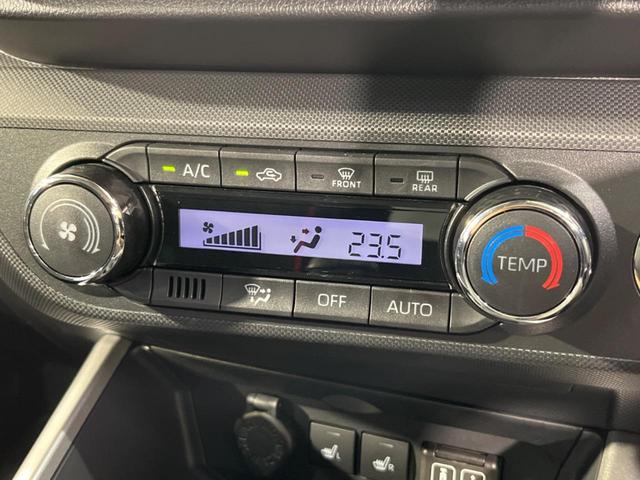 A/C
FRONT
REAR
23.5
TEMP
OFF
AUTO
L
R